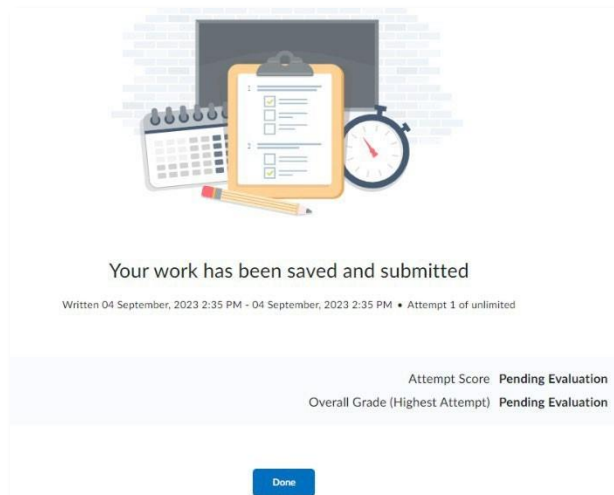 Your work has been saved and submitted
Written 04 September, 2023 2:35 PM - 04 September, 2023 2:35 PM • Attempt 1 of unlimited
Attempt Score Pending Evaluation
Overall Grade (Highest Attempt) Pending Evaluation
Done